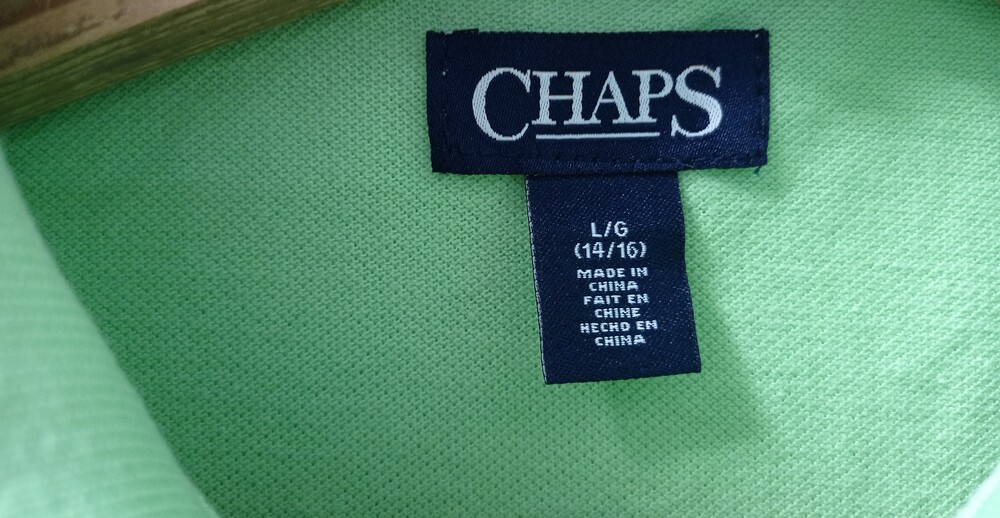 CHAPS
L/G
(14/16)
MADE IN
CHINA
FAIT EN
CHINE
HECHO EN
CHINA